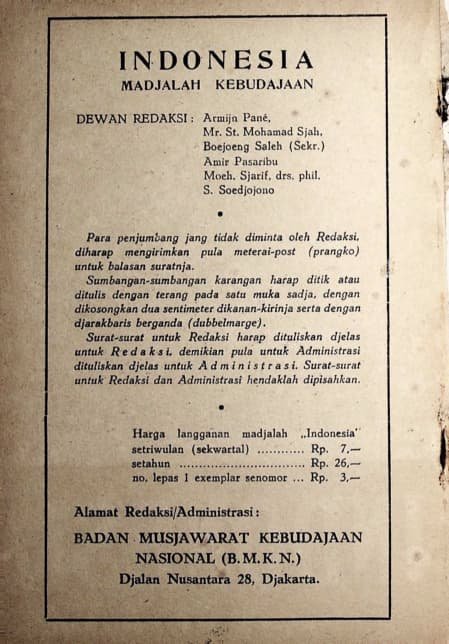 INDONESIA
MADJALAH KEBUDAJAAN
DEWAN REDAKSI : Armijn Pané,
Mr. St. Mohamad Sjah,
Boejoeng Saleh (Sekr.)
Amir Pasaribu
Moeh. Sjarif, drs. phil.
S. Soedjojono
Para penjumbang jang tidak diminta oleh Redaksi,
diharap mengirimkan pula meterai-post (prangko)
untuk balasan suratnja.
Sumbangan-sumbangan karangan harap ditik atau
ditulis dengan terang pada satu muka sadja, dengan
dikosongkan dua sentimeter dikanan-kirinja serta dengan
djarakbaris berganda (dubbelmarge).
Surat-surat untuk Redaksi harap dituliskan djelas
untuk Redaksi, demikian pula untuk Administrasi
dituliskan djelas untuk Administrasi. Surat-surat
untuk Redaksi dan Administrasi hendaklah dipisahkan.
Harga langganan madjalah „Indonesia"
setriwulan (sekwartal) ............ Rp. 7,—
setahun ................................ Rp. 26,—
no. lepas 1 exemplar senomor ... Rp. 3,—
Alamat Redaksi/Administrasi :
BADAN MUSJAWARAT KEBUDAJAAN
NASIONAL (B.M.K.N.)
Djalan Nusantara 28, Djakarta.